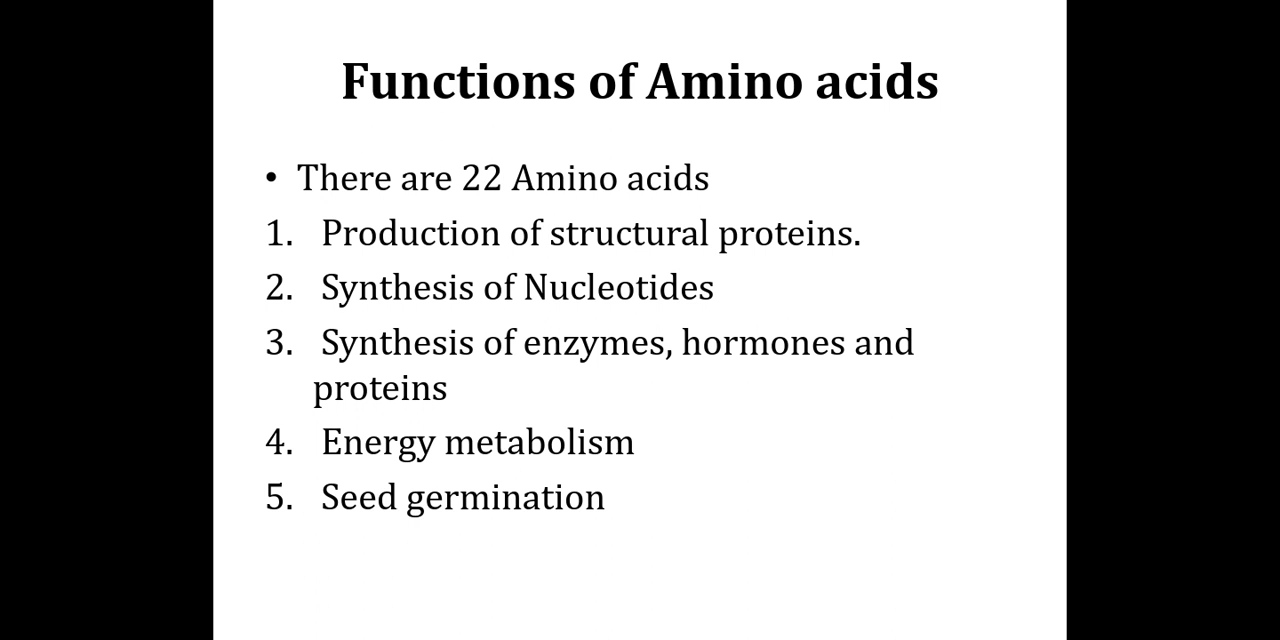 Functions of Amino acids
• There are 22 Amino acids
1. Production of structural proteins.
2. Synthesis of Nucleotides
3. Synthesis of enzymes, hormones and
proteins
4. Energy metabolism
5. Seed germination